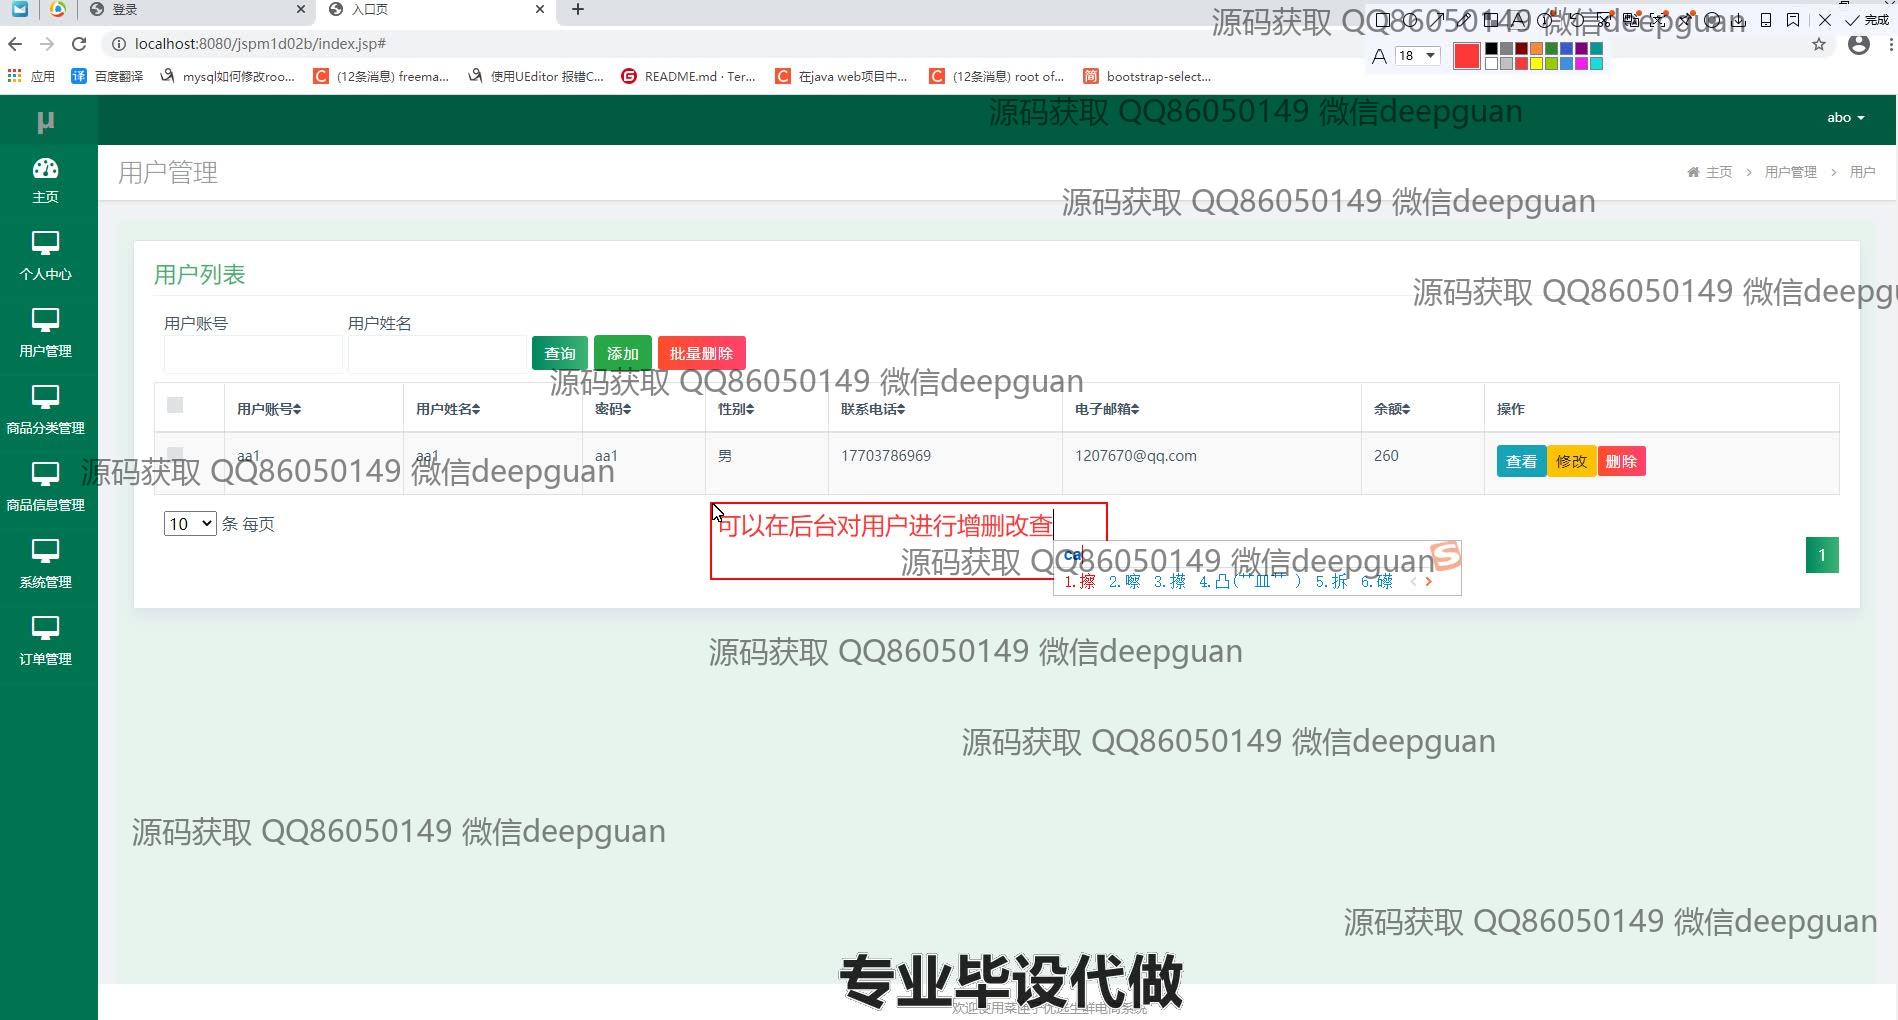 登录
入口页
localhost:8080/jspm1d02b/index.jsp#
应用
百度翻译
mysql如何修改roo...
(12条消息) freema...
使用UEditor 报错C...
README.md · Ter...
在java web项目中...
(12条消息) root of...
bootstrap-select...
18
完成
源码获取 QQ86050149 微信deepguan
源码获取 QQ86050149 微信deepguan
μ
abo
主页
个人中心
用户管理
商品分类管理
商品信息管理
系统管理
订单管理
用户管理
主页 > 用户管理 > 用户
源码获取 QQ86050149 微信deepguan
用户列表
源码获取 QQ86050149 微信deepgu
用户账号 用户姓名
查询 添加 批量删除
源码获取 QQ86050149 微信deepguan
用户账号 用户姓名 密码 性别 联系电话 电子邮箱 余额 操作
aa1 aa1 aa1 男 17703786969 1207670@qq.com 260 查看 修改 删除
源码获取 QQ86050149 微信deepguan
10 条 每页
可以在后台对用户进行增删改查
ca
源码获取 QQ86050149 微信deepguan
1.擦 2.嚓 3.攃 4.凸(艹皿艹 ) 5.拆 6.礤
1
源码获取 QQ86050149 微信deepguan
源码获取 QQ86050149 微信deepguan
源码获取 QQ86050149 微信deepguan
源码获取 QQ86050149 微信deepguan
专业毕设代做